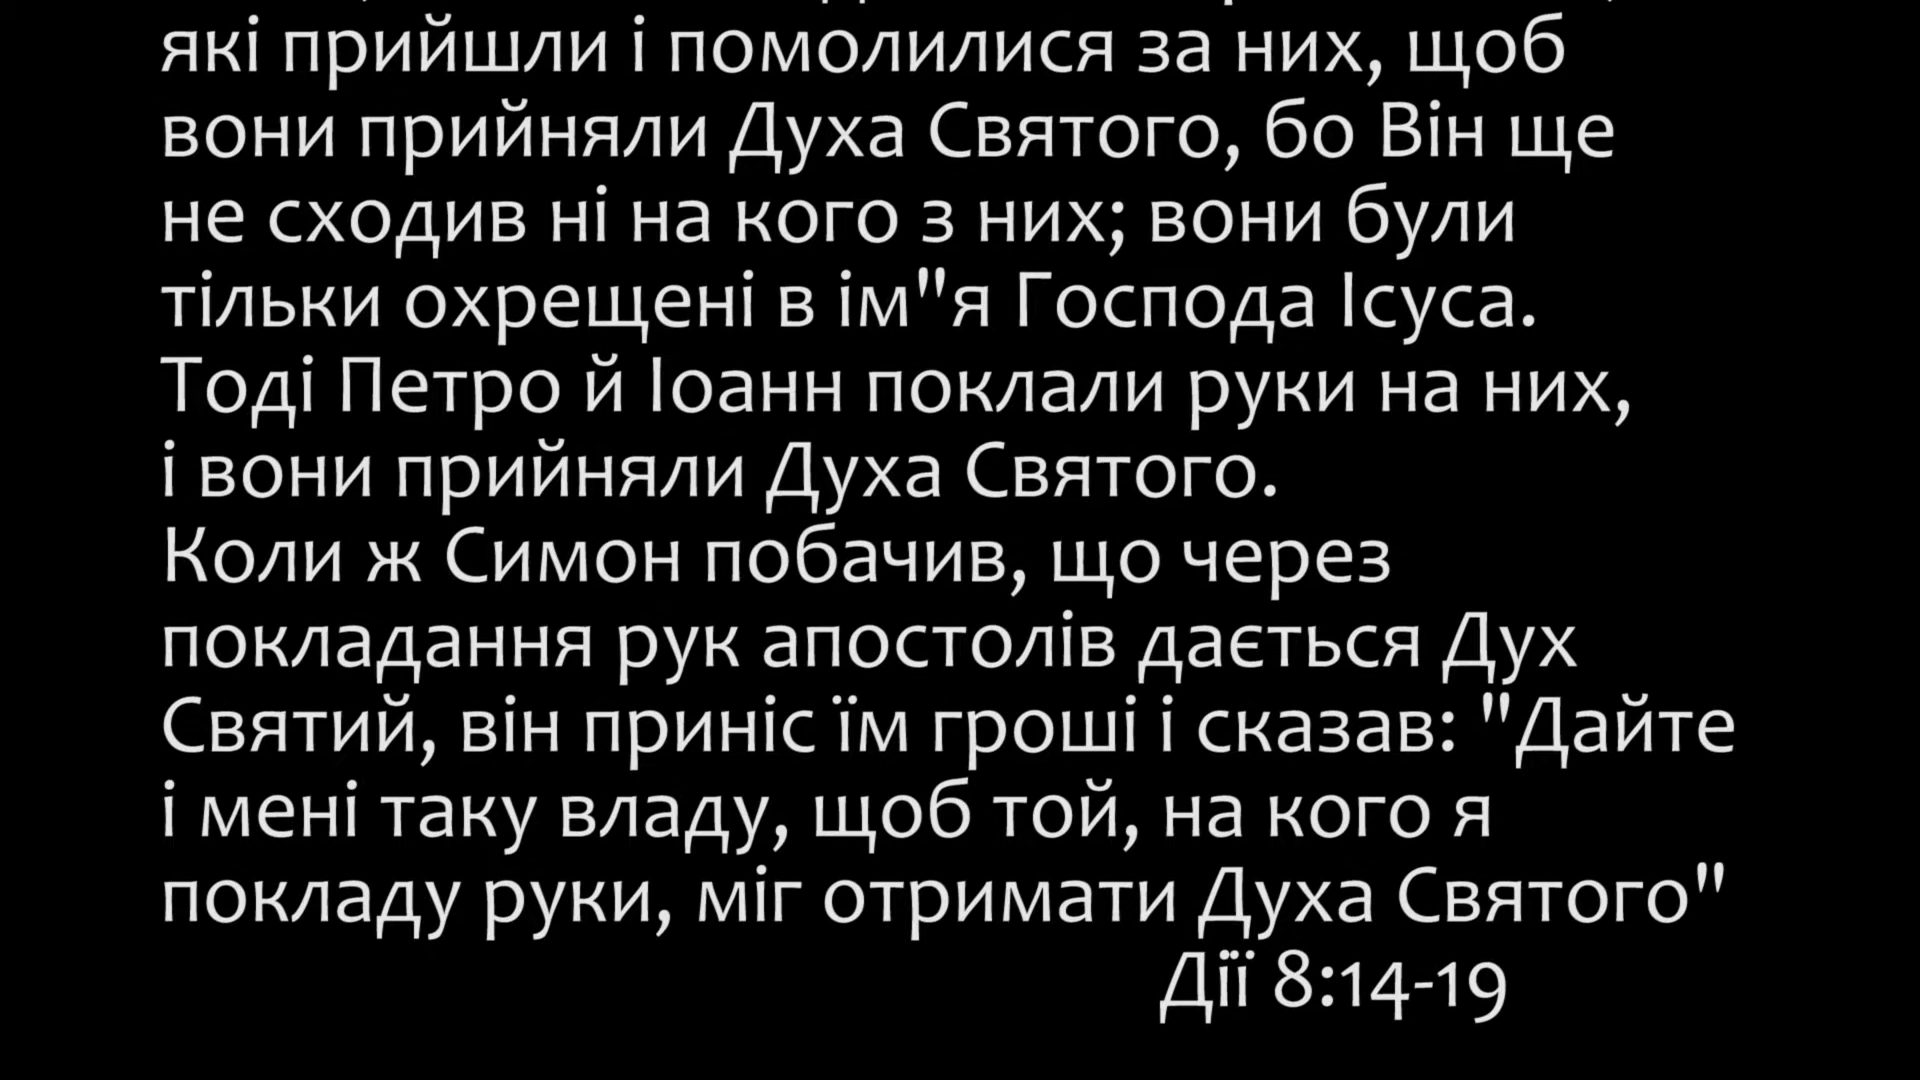 які прийшли і помолилися за них, щоб
вони прийняли Духа Святого, бо Він ще
не сходив ні на кого з них; вони були
тільки охрещені в ім"я Господа Ісуса.
Тоді Петро й Іоанн поклали руки на них,
і вони прийняли Духа Святого.
Коли ж Симон побачив, що через
покладання рук апостолів дається Дух
Святий, він приніс їм гроші і сказав: "Дайте
і мені таку владу, щоб той, на кого я
покладу руки, міг отримати Духа Святого"
Дії 8:14-19